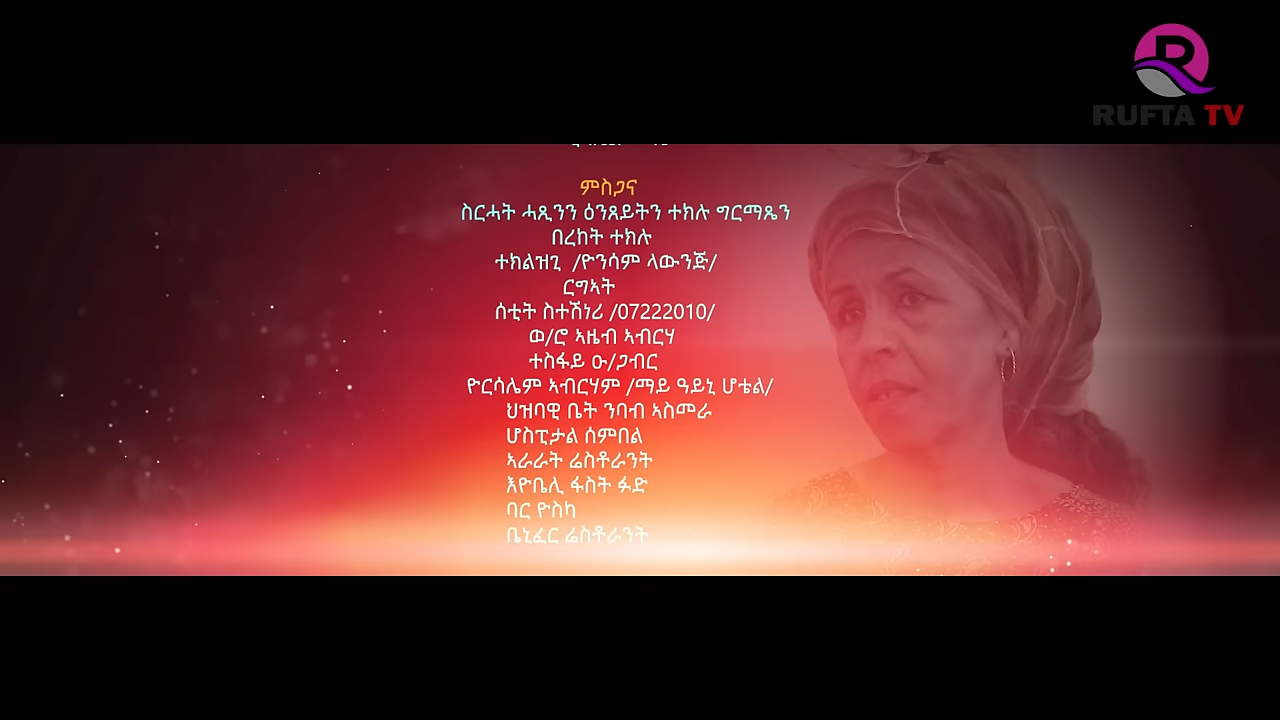 RUFTA TV
ምስጋና
ስርሓት ሓጺንን ዕንጸይትን ተክሉ ግርማጼን
በረከት ተክሉ
ተክልዝጊ /ዮንሳም ላውንጅ/
ርግኣት
ሰቲት ስተሽነሪ /07222010/
ወ/ሮ ኣዜብ ኣብርሃ
ተስፋይ ዑ/ጋብር
ዮርሳሌም ኣብርሃም /ማይ ዓይኒ ሆቴል/
ህዝባዊ ቤት ንባብ ኣስመራ
ሆስፒታል ሰምበል
ኣራራት ሬስቶራንት
እዮቤሊ ፋስት ፉድ
ባር ዮስካ
ቤኒፈር ሬስቶራንት